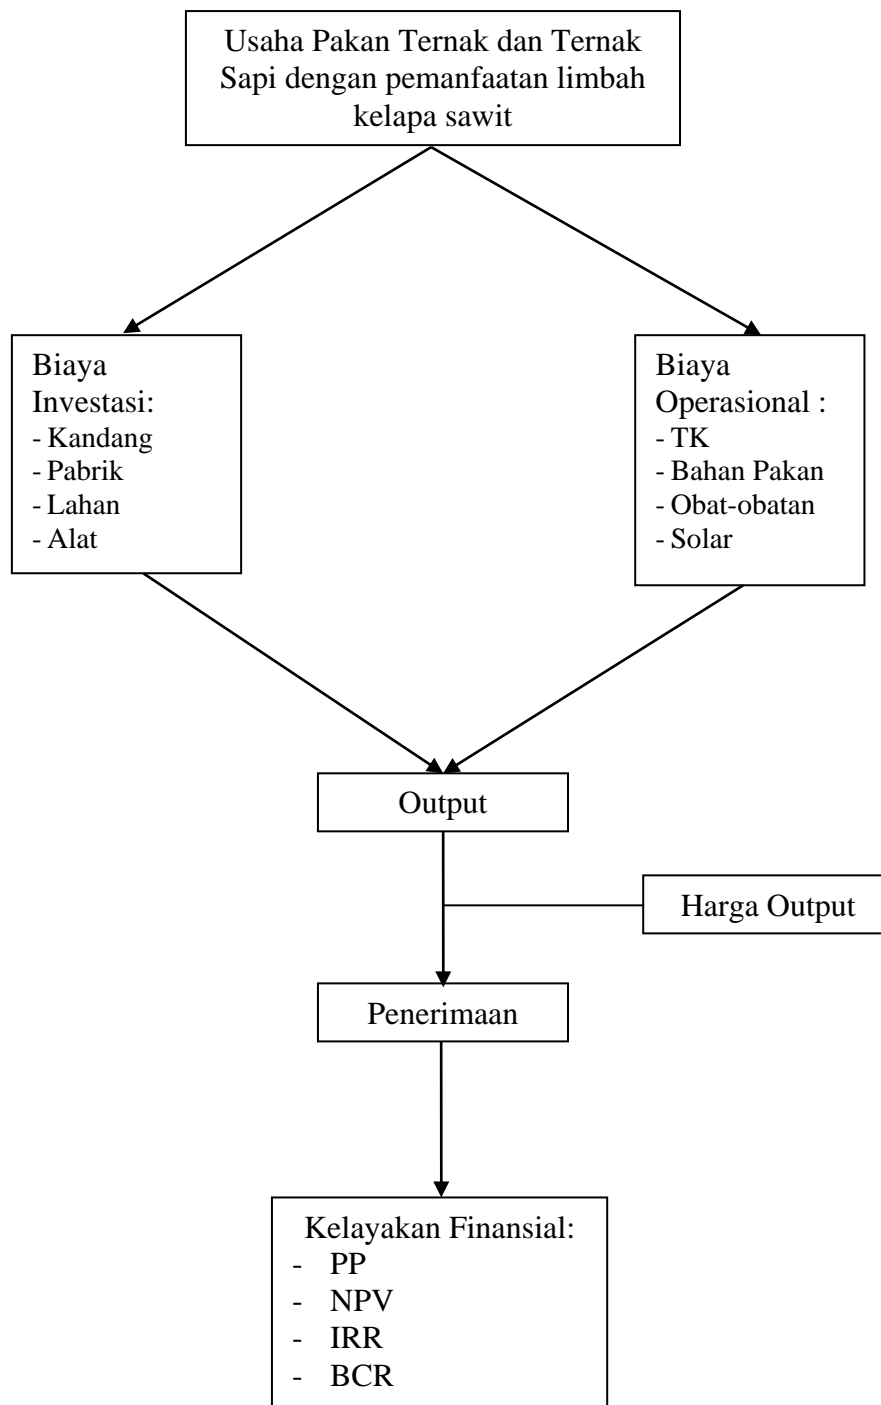 Usaha Pakan Ternak dan Ternak
Sapi dengan pemanfaatan limbah
kelapa sawit
Biaya
Investasi:
- Kandang
- Pabrik
- Lahan
- Alat
Biaya
Operasional :
- TK
- Bahan Pakan
- Obat-obatan
- Solar
Output
Harga Output
Penerimaan
Kelayakan Finansial:
- PP
- NPV
- IRR
- BCR